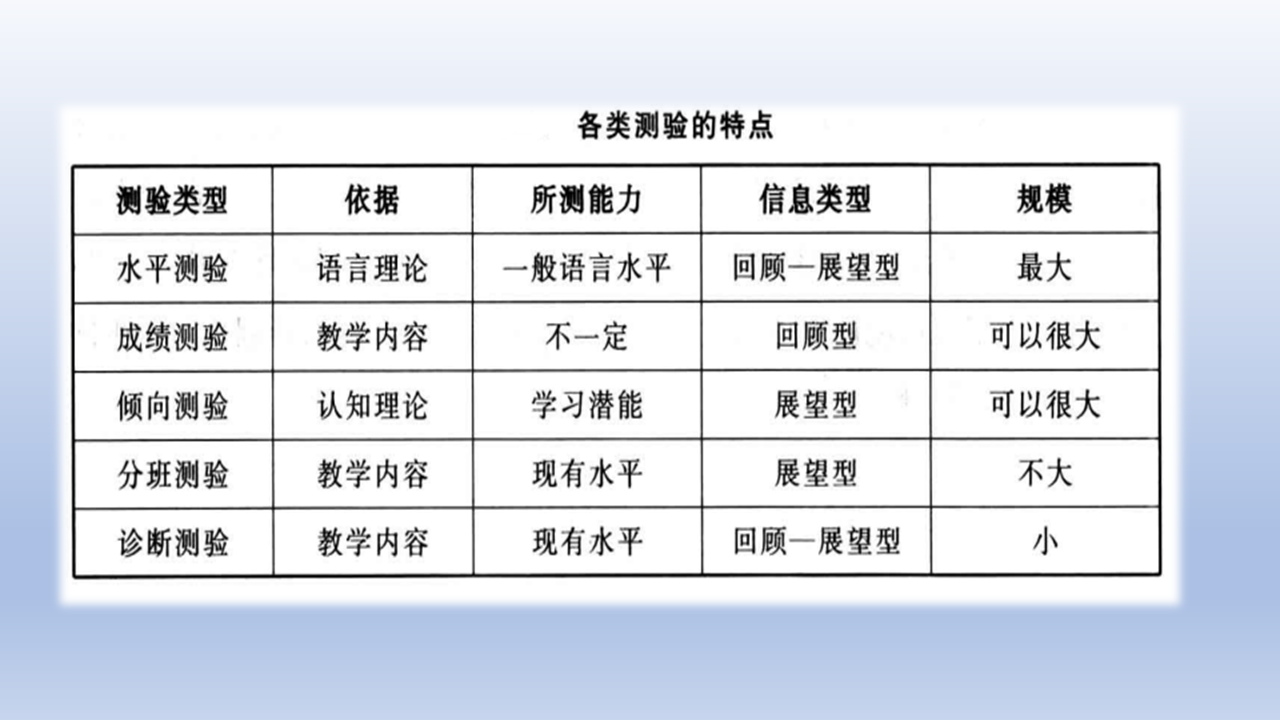 各类测验的特点
测验类型 依据 所测能力 信息类型 规模
水平测验 语言理论 一般语言水平 回顾—展望型 最大
成绩测验 教学内容 不一定 回顾型 可以很大
倾向测验 认知理论 学习潜能 展望型 可以很大
分班测验 教学内容 现有水平 展望型 不大
诊断测验 教学内容 现有水平 回顾—展望型 小